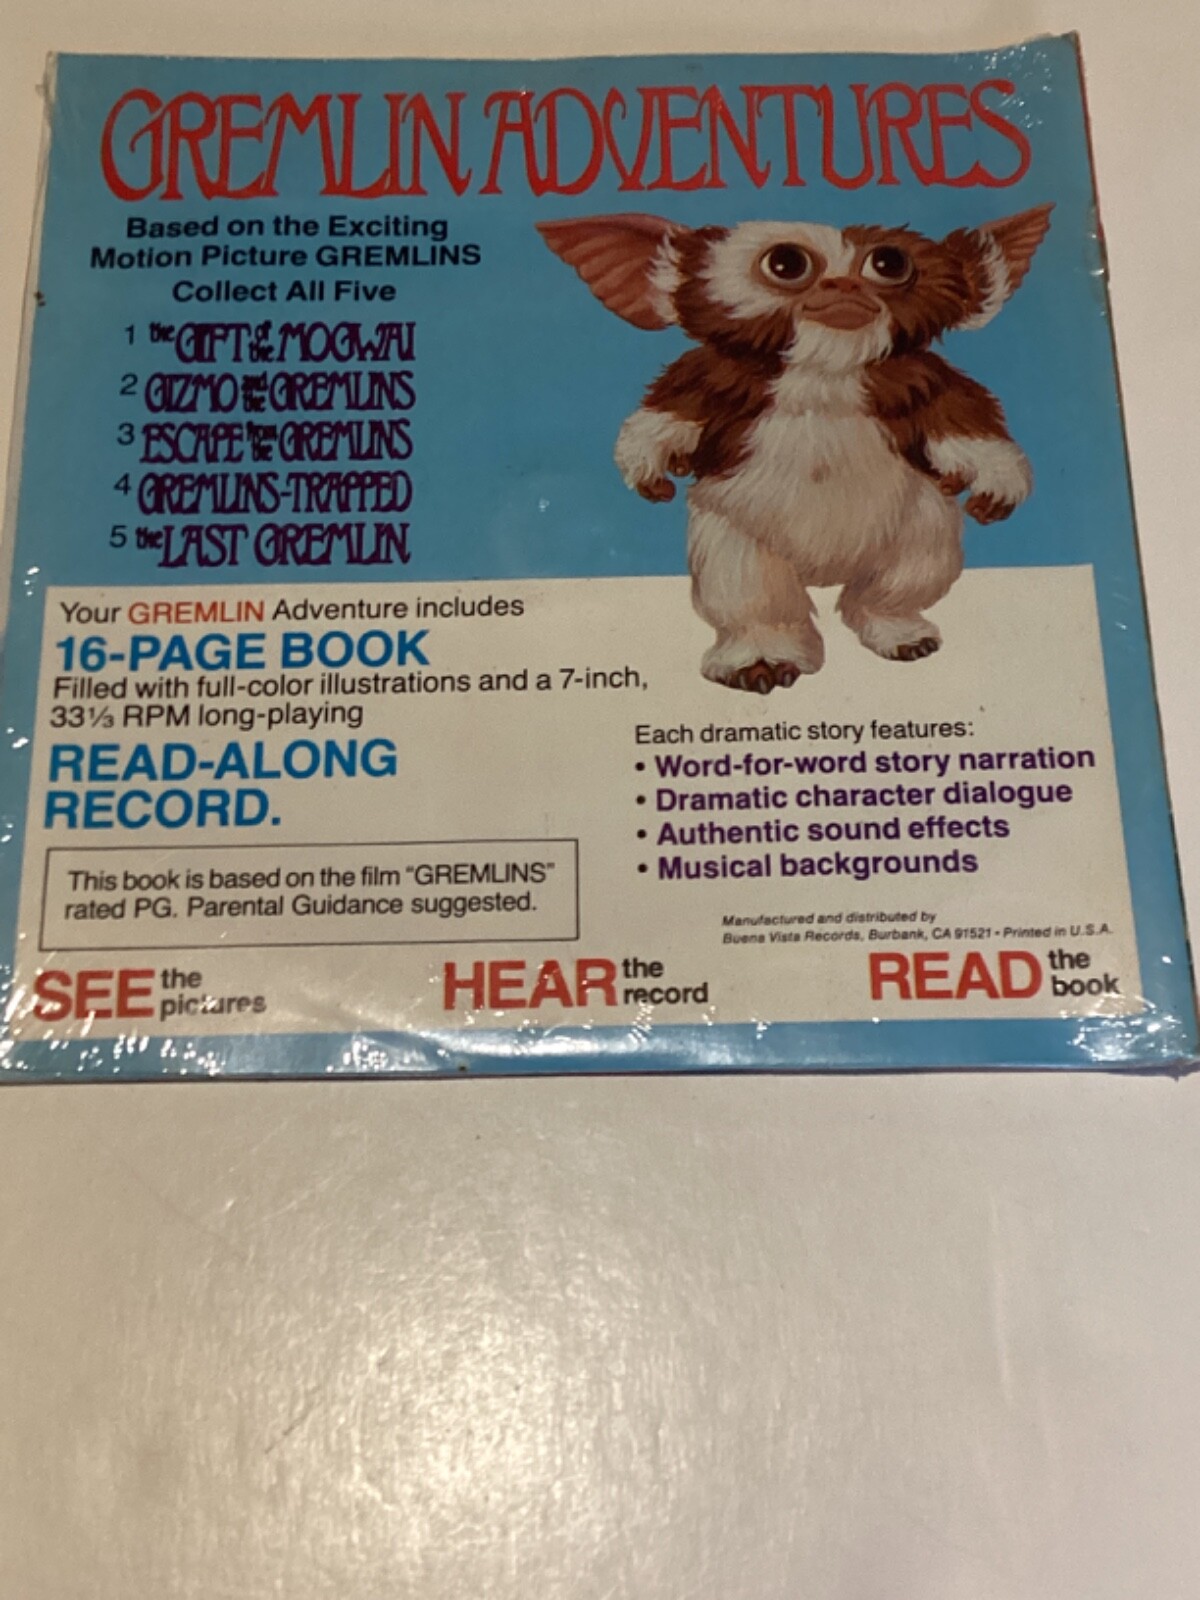 GREMLIN ADVENTURES
Based on the Exciting
Motion Picture GREMLINS
Collect All Five
1 the GIFT of the MOGWAI
2 GIZMO and the GREMLINS
3 ESCAPE from the GREMLINS
4 GREMLINS-TRAPPED
5 the LAST GREMLIN
Your GREMLIN Adventure includes
16-PAGE BOOK
Filled with full-color illustrations and a 7-inch,
33⅓ RPM long-playing
READ-ALONG
RECORD.
This book is based on the film "GREMLINS"
rated PG. Parental Guidance suggested.
Each dramatic story features:
• Word-for-word story narration
• Dramatic character dialogue
• Authentic sound effects
• Musical backgrounds
Manufactured and distributed by
Buena Vista Records, Burbank, CA 91521 • Printed in U.S.A.
SEE the pictures
HEAR the record
READ the book